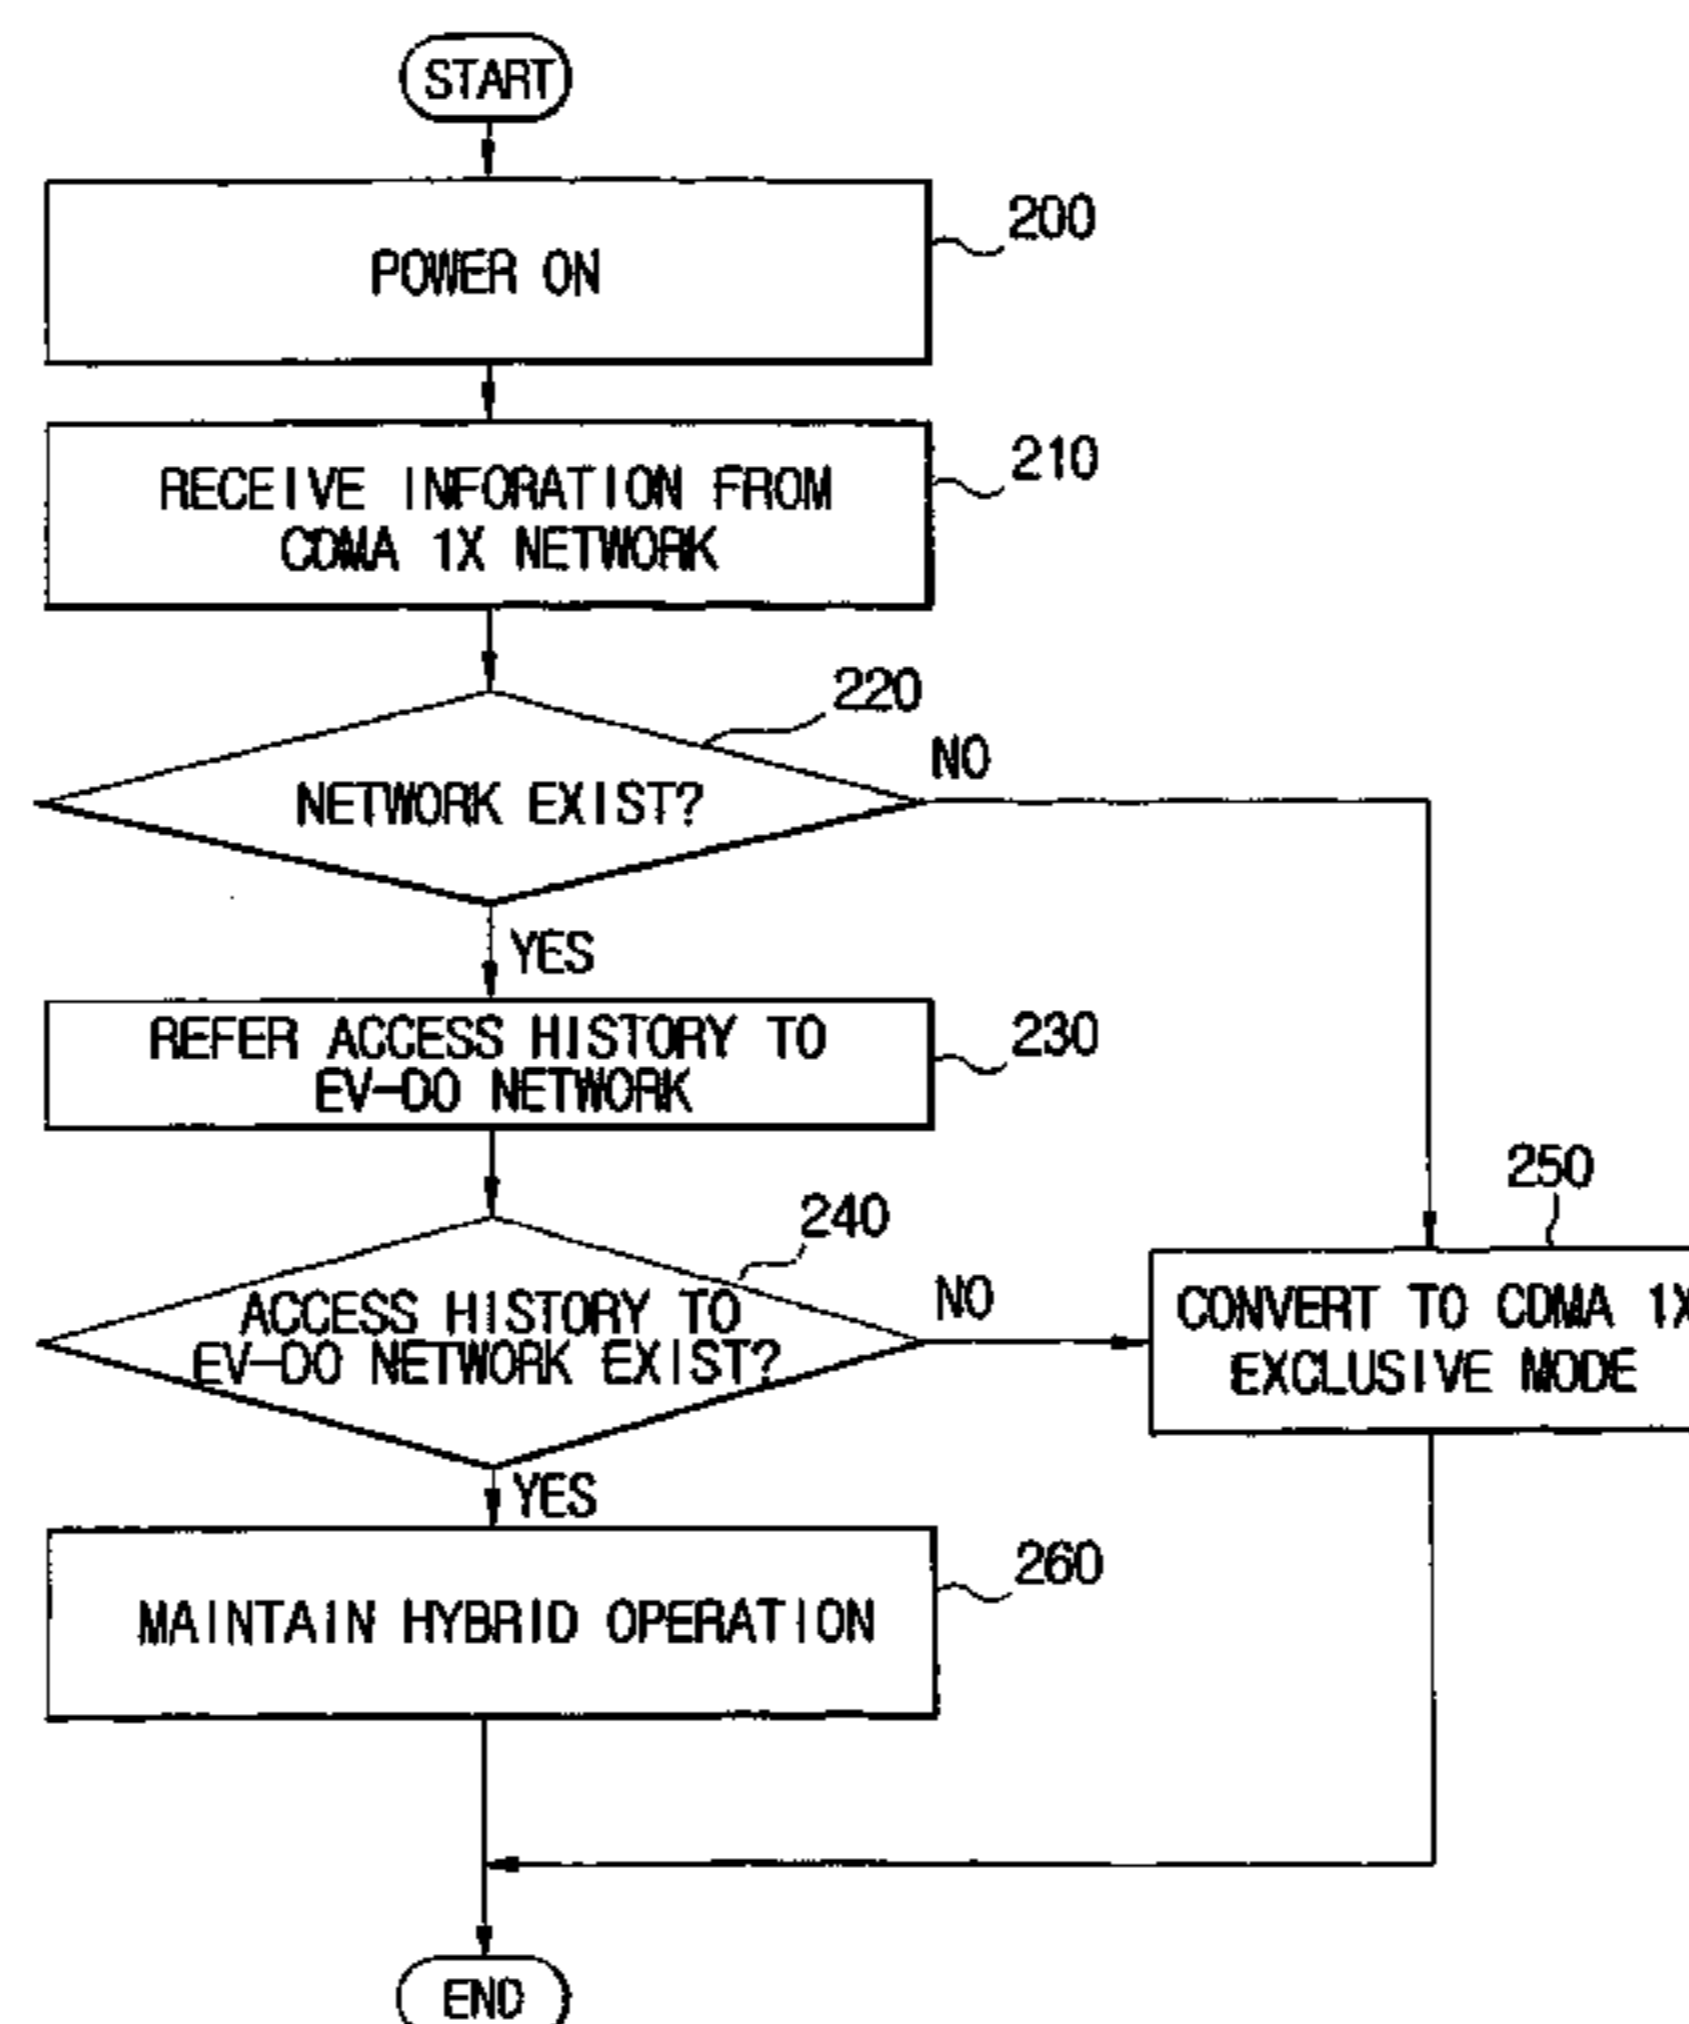 START
POWER ON
200
RECEIVE INFORATION FROM
CDMA 1X NETWORK
210
220
NETWORK EXIST?
NO
YES
REFER ACCESS HISTORY TO
EV-DO NETWORK
230
240
ACCESS HISTORY TO
EV-DO NETWORK EXIST?
NO
250
CONVERT TO CDMA 1X
EXCLUSIVE MODE
YES
MAINTAIN HYBRID OPERATION
260
END